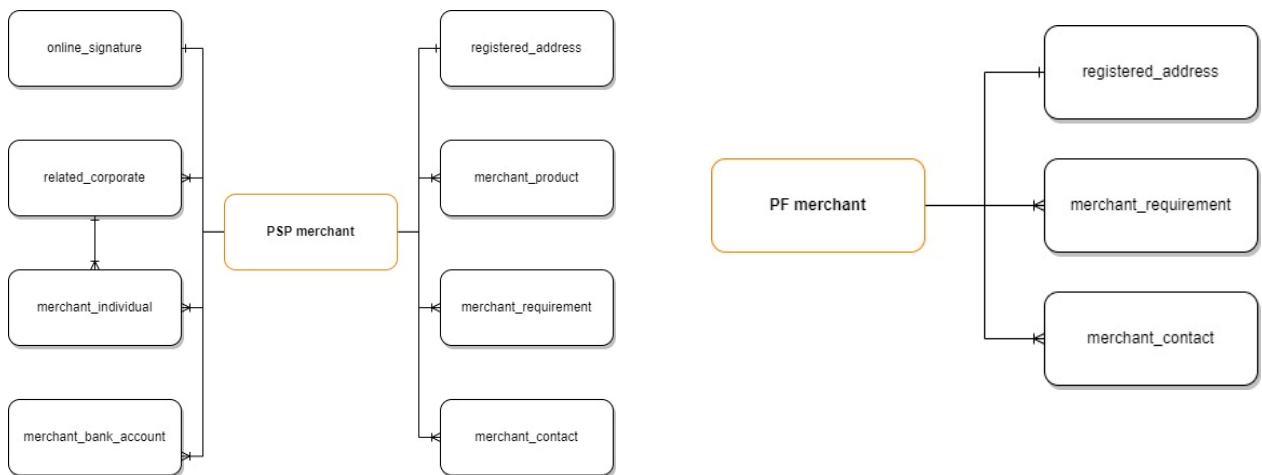 online_signature
related_corporate
merchant_individual
merchant_bank_account
PSP merchant
registered_address
merchant_product
merchant_requirement
merchant_contact
PF merchant
registered_address
merchant_requirement
merchant_contact